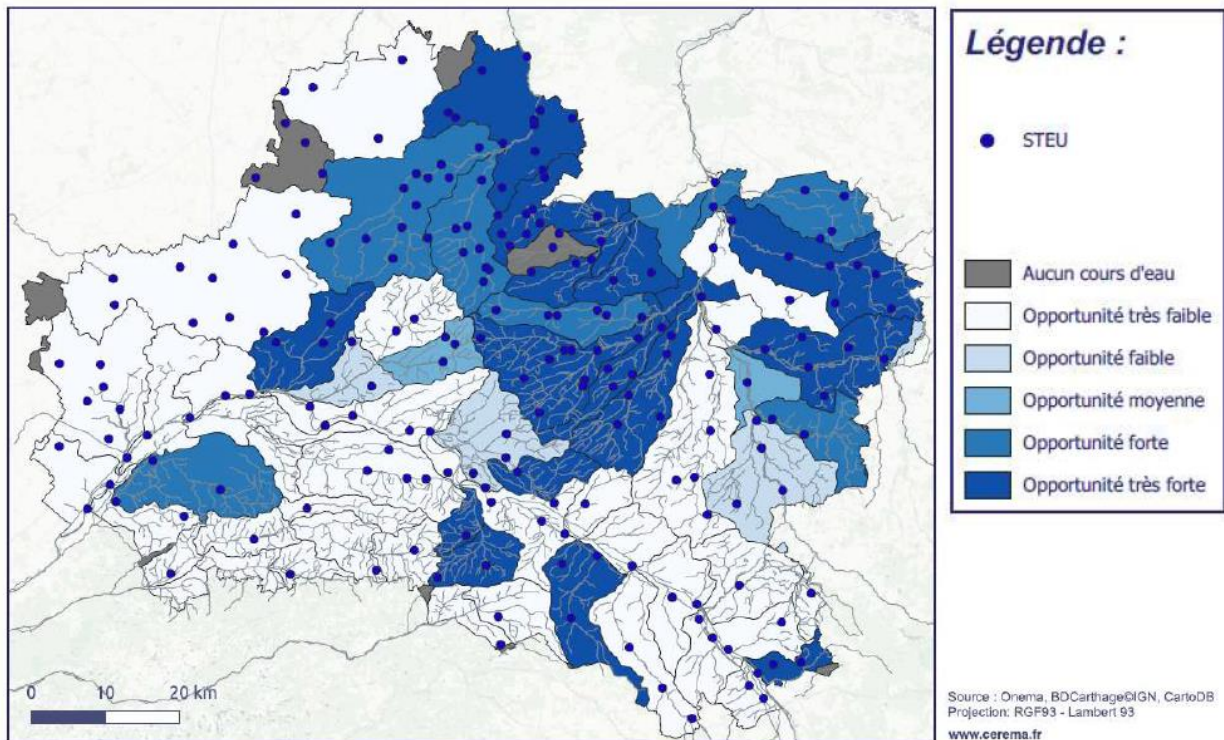 Légende :
STEU
Aucun cours d'eau
Opportunité très faible
Opportunité faible
Opportunité moyenne
Opportunité forte
Opportunité très forte
0 10 20 km
Source : Onema, BDCarthage©IGN, CartoDB
Projection: RGF93 - Lambert 93
www.cerema.fr